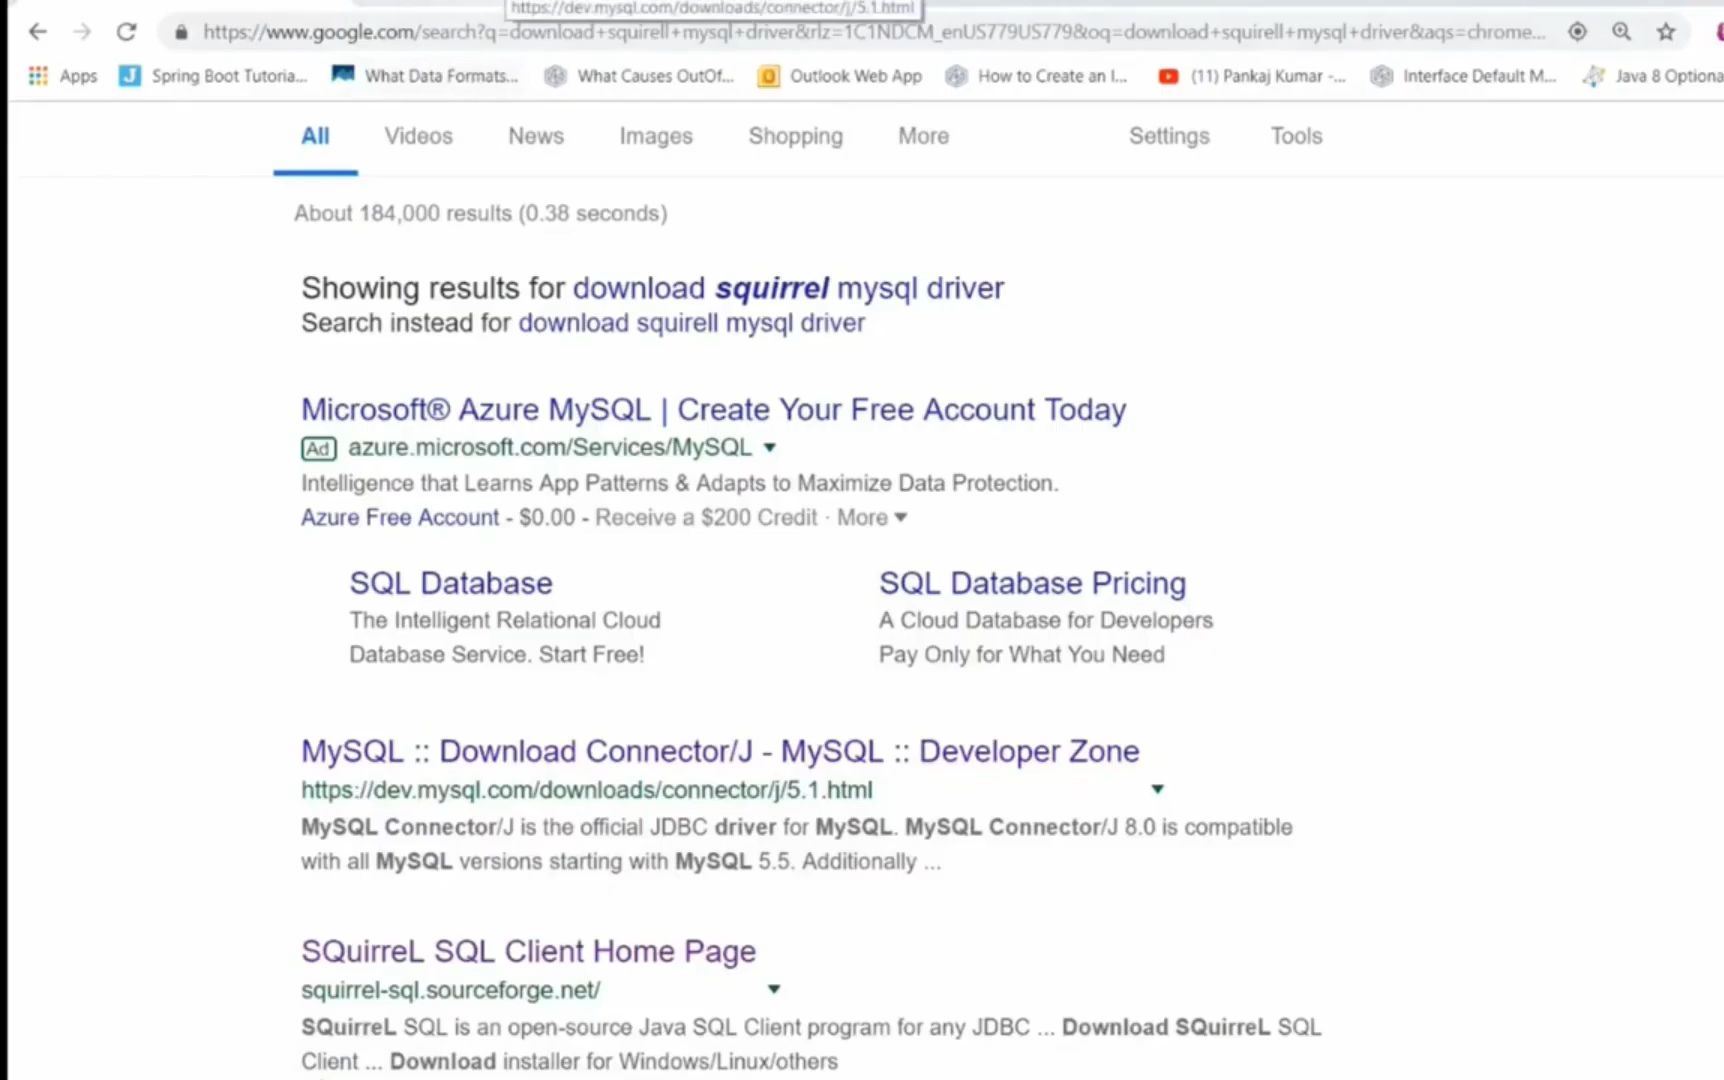 https://dev.mysql.com/downloads/connector/j/5.1.html
https://www.google.com/search?q=download+squirell+mysql+driver&rlz=1C1NDCM_enUS779US779&oq=download+squirell+mysql+driver&aqs=chrome...
Apps Spring Boot Tutoria... What Data Formats... What Causes OutOf... Outlook Web App How to Create an I... (11) Pankaj Kumar -... Interface Default M... Java 8 Optiona
All Videos News Images Shopping More Settings Tools
About 184,000 results (0.38 seconds)
Showing results for download squirrel mysql driver
Search instead for download squirell mysql driver
Microsoft® Azure MySQL | Create Your Free Account Today
Ad azure.microsoft.com/Services/MySQL
Intelligence that Learns App Patterns & Adapts to Maximize Data Protection.
Azure Free Account - $0.00 - Receive a $200 Credit · More
SQL Database SQL Database Pricing
The Intelligent Relational Cloud A Cloud Database for Developers
Database Service. Start Free! Pay Only for What You Need
MySQL :: Download Connector/J - MySQL :: Developer Zone
https://dev.mysql.com/downloads/connector/j/5.1.html
MySQL Connector/J is the official JDBC driver for MySQL. MySQL Connector/J 8.0 is compatible
with all MySQL versions starting with MySQL 5.5. Additionally ...
SQuirreL SQL Client Home Page
squirrel-sql.sourceforge.net/
SQuirreL SQL is an open-source Java SQL Client program for any JDBC ... Download SQuirreL SQL
Client ... Download installer for Windows/Linux/others